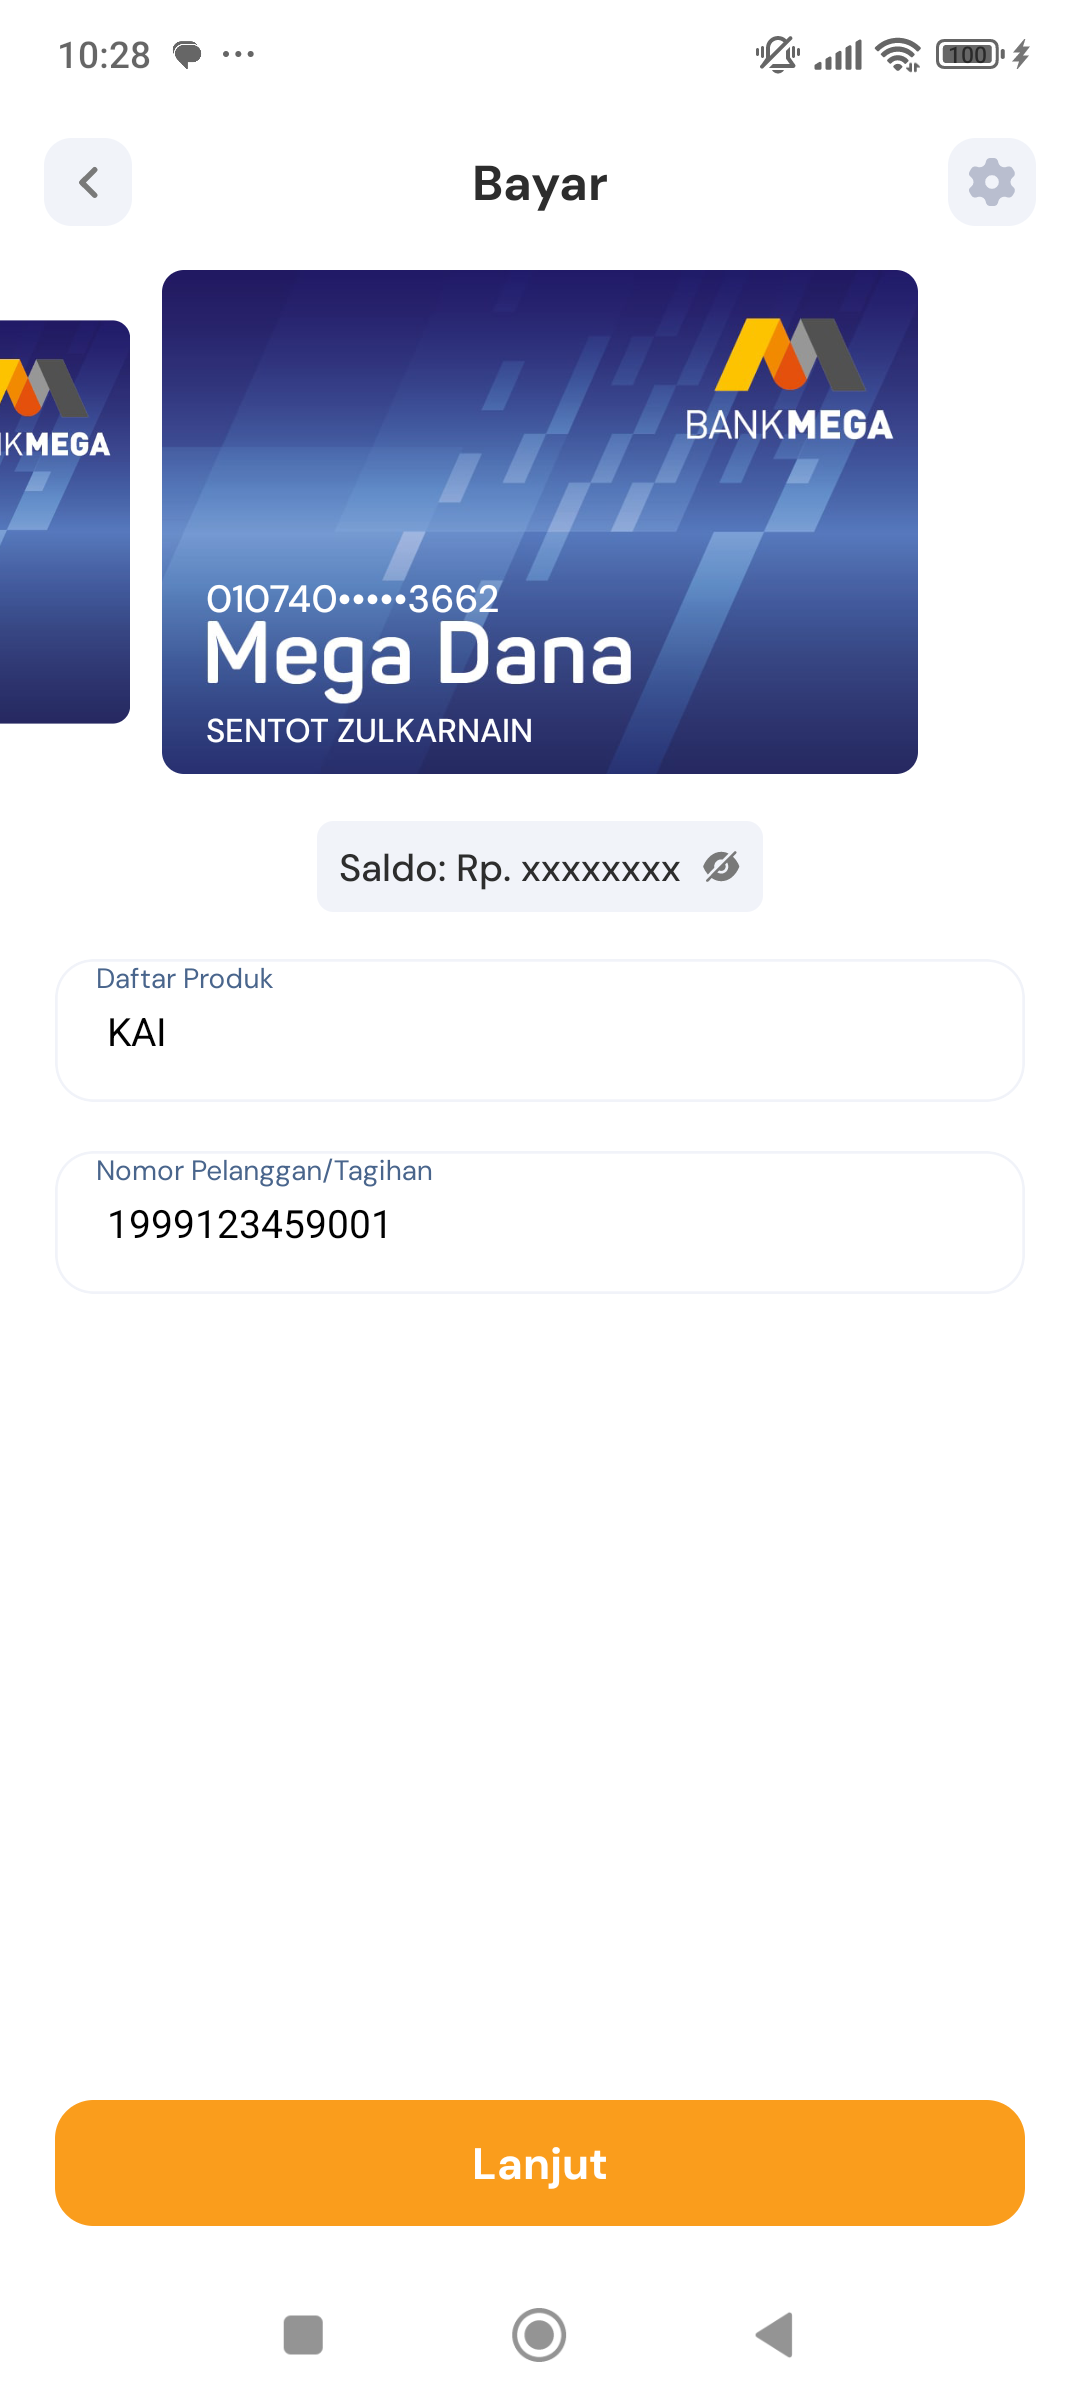 10:28
100
Bayar
BANKMEGA
NKMEGA
010740•••••3662
Mega Dana
SENTOT ZULKARNAIN
Saldo: Rp. xxxxxxxx
Daftar Produk
KAI
Nomor Pelanggan/Tagihan
1999123459001
Lanjut